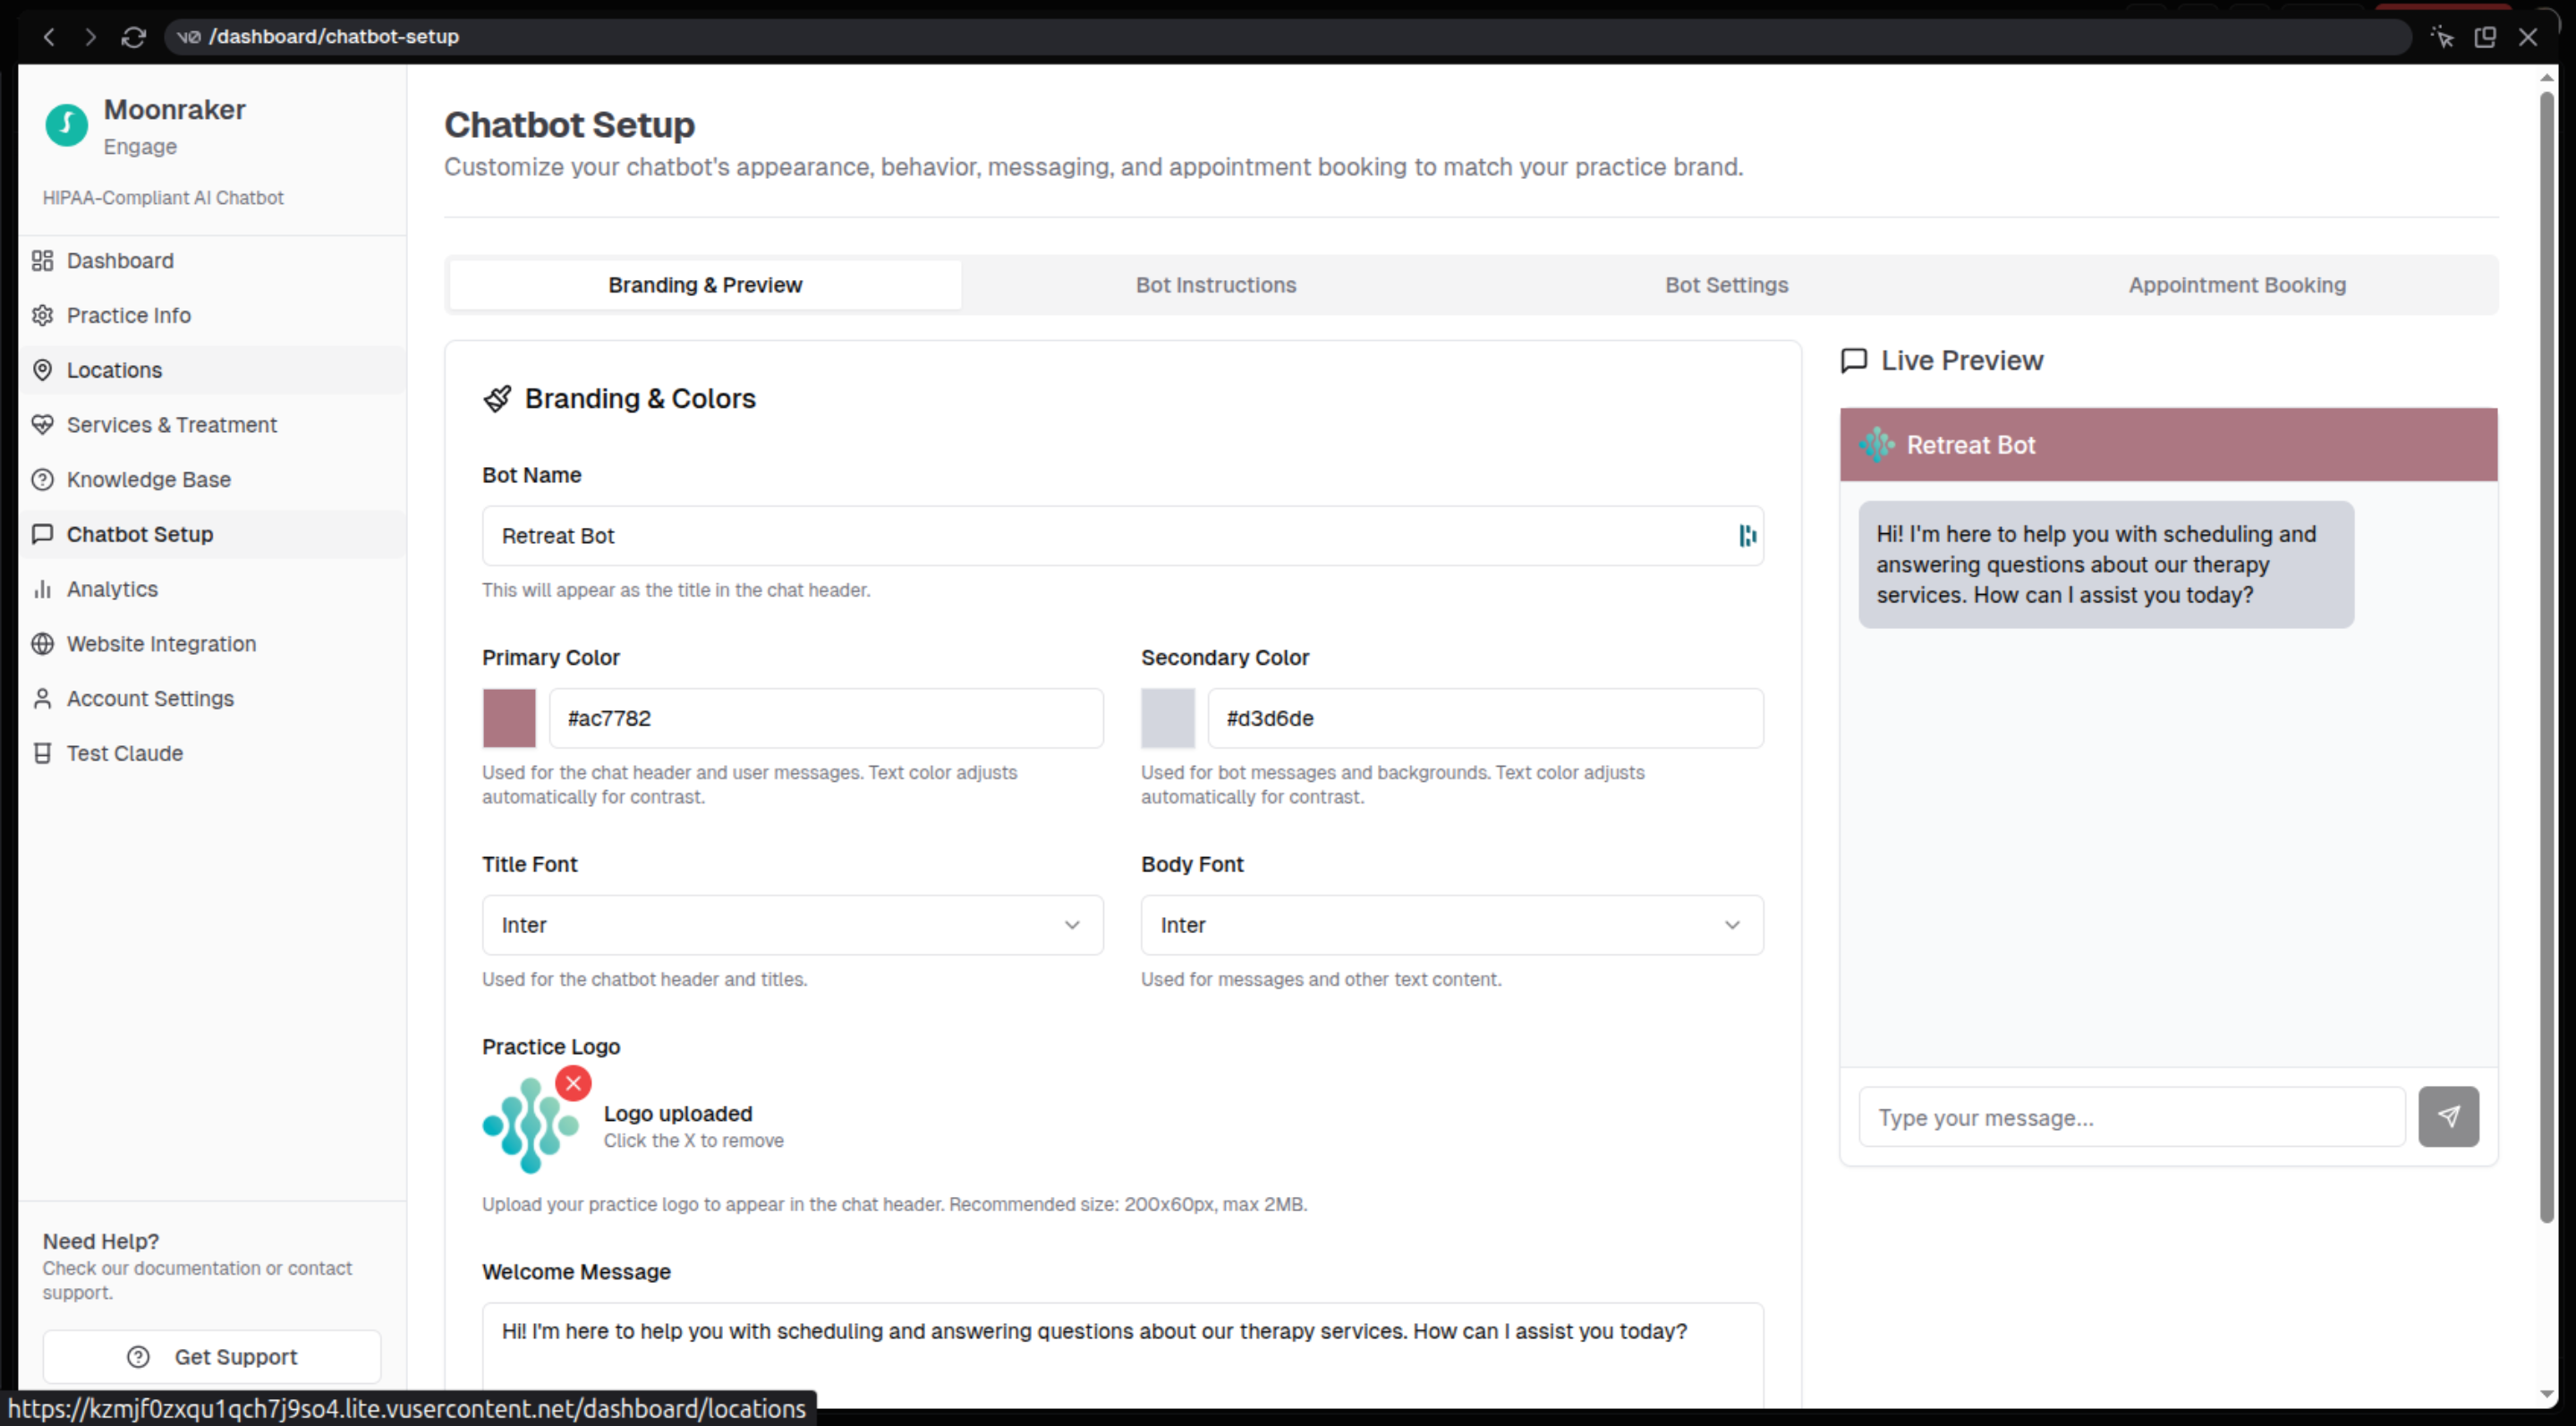 v0 /dashboard/chatbot-setup
Moonraker
Engage
HIPAA-Compliant AI Chatbot
Dashboard
Practice Info
Locations
Services & Treatment
Knowledge Base
Chatbot Setup
Analytics
Website Integration
Account Settings
Test Claude
Need Help?
Check our documentation or contact
support.
Get Support
https://kzmjf0zxqu1qch7j9so4.lite.vusercontent.net/dashboard/locations
Chatbot Setup
Customize your chatbot's appearance, behavior, messaging, and appointment booking to match your practice brand.
Branding & Preview
Bot Instructions
Bot Settings
Appointment Booking
Branding & Colors
Bot Name
Retreat Bot
This will appear as the title in the chat header.
Primary Color
#ac7782
Used for the chat header and user messages. Text color adjusts
automatically for contrast.
Secondary Color
#d3d6de
Used for bot messages and backgrounds. Text color adjusts
automatically for contrast.
Title Font
Inter
Used for the chatbot header and titles.
Body Font
Inter
Used for messages and other text content.
Practice Logo
Logo uploaded
Click the X to remove
Upload your practice logo to appear in the chat header. Recommended size: 200x60px, max 2MB.
Welcome Message
Hi! I'm here to help you with scheduling and answering questions about our therapy services. How can I assist you today?
Live Preview
Retreat Bot
Hi! I'm here to help you with scheduling and
answering questions about our therapy
services. How can I assist you today?
Type your message...